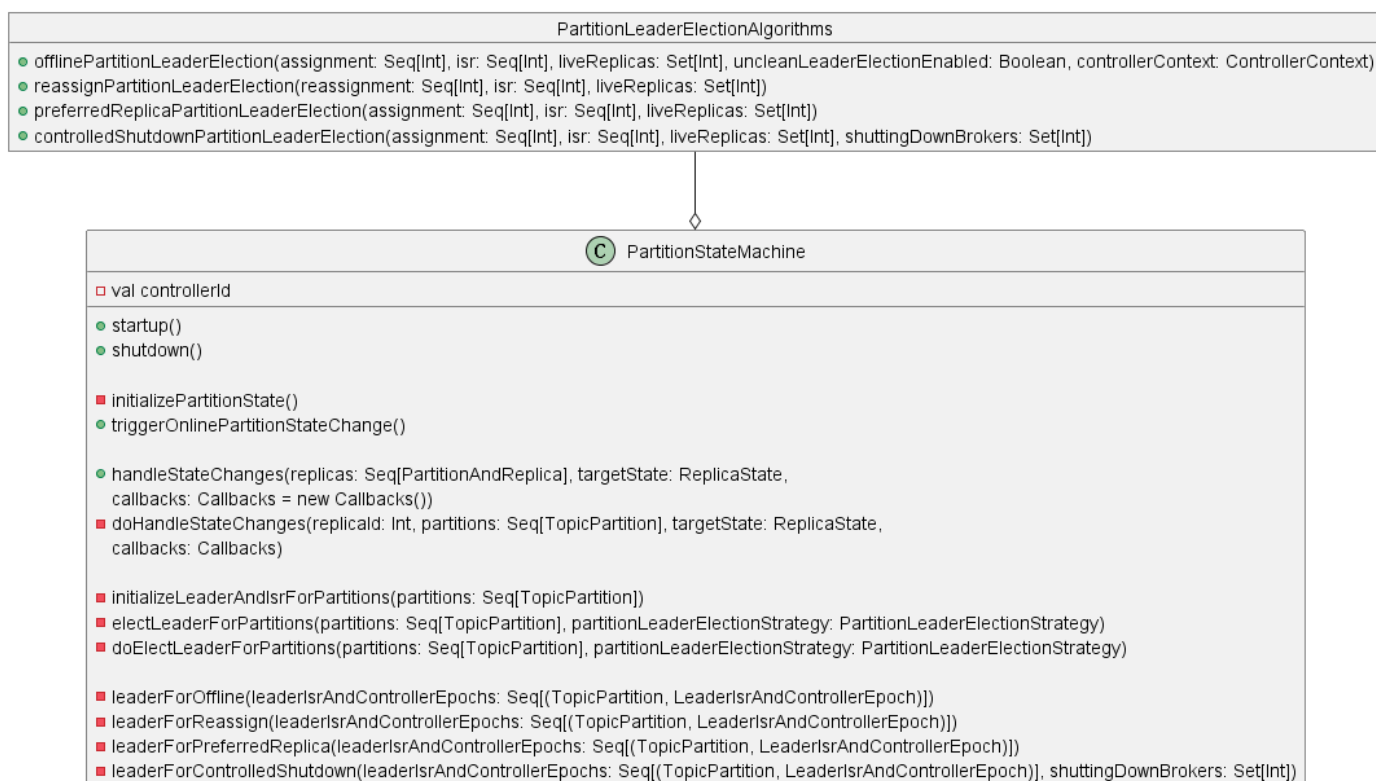 PartitionLeaderElectionAlgorithms
offlinePartitionLeaderElection(assignment: Seq[Int], isr: Seq[Int], liveReplicas: Set[Int], uncleanLeaderElectionEnabled: Boolean, controllerContext: ControllerContext)
reassignPartitionLeaderElection(reassignment: Seq[Int], isr: Seq[Int], liveReplicas: Set[Int])
preferredReplicaPartitionLeaderElection(assignment: Seq[Int], isr: Seq[Int], liveReplicas: Set[Int])
controlledShutdownPartitionLeaderElection(assignment: Seq[Int], isr: Seq[Int], liveReplicas: Set[Int], shuttingDownBrokers: Set[Int])
C PartitionStateMachine
val controllerId
startup()
shutdown()
initializePartitionState()
triggerOnlinePartitionStateChange()
handleStateChanges(replicas: Seq[PartitionAndReplica], targetState: ReplicaState,
callbacks: Callbacks = new Callbacks())
doHandleStateChanges(replicaId: Int, partitions: Seq[TopicPartition], targetState: ReplicaState,
callbacks: Callbacks)
initializeLeaderAndIsrForPartitions(partitions: Seq[TopicPartition])
electLeaderForPartitions(partitions: Seq[TopicPartition], partitionLeaderElectionStrategy: PartitionLeaderElectionStrategy)
doElectLeaderForPartitions(partitions: Seq[TopicPartition], partitionLeaderElectionStrategy: PartitionLeaderElectionStrategy)
leaderForOffline(leaderIsrAndControllerEpochs: Seq[(TopicPartition, LeaderIsrAndControllerEpoch)])
leaderForReassign(leaderIsrAndControllerEpochs: Seq[(TopicPartition, LeaderIsrAndControllerEpoch)])
leaderForPreferredReplica(leaderIsrAndControllerEpochs: Seq[(TopicPartition, LeaderIsrAndControllerEpoch)])
leaderForControlledShutdown(leaderIsrAndControllerEpochs: Seq[(TopicPartition, LeaderIsrAndControllerEpoch)], shuttingDownBrokers: Set[Int])